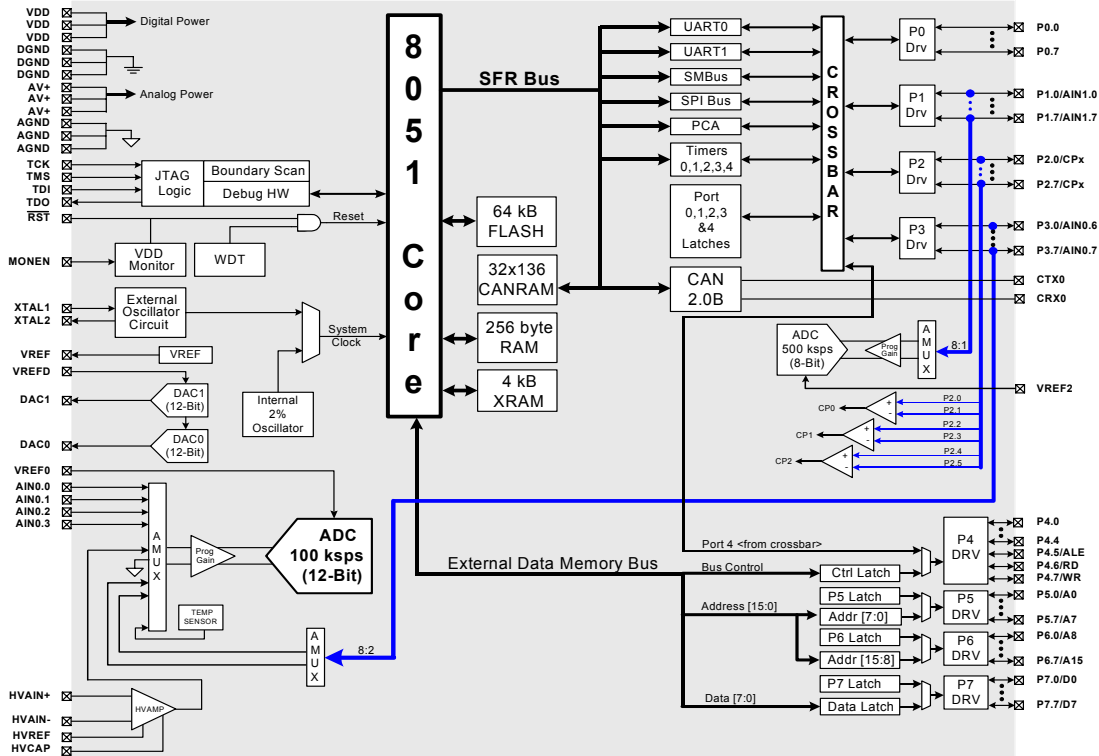 VDD
VDD
VDD
Digital Power
DGND
DGND
DGND
AV+
AV+
AV+
Analog Power
AGND
AGND
AGND
TCK
TMS
TDI
TDO
JTAG
Logic
Boundary Scan
Debug HW
RST
Reset
MONEN
VDD
Monitor
WDT
XTAL1
XTAL2
External
Oscillator
Circuit
System
Clock
VREF
VREF
VREFD
DAC1
DAC1
(12-Bit)
Internal
2%
Oscillator
DAC0
DAC0
(12-Bit)
VREF0
AIN0.0
AIN0.1
AIN0.2
AIN0.3
A
M
U
X
Prog
Gain
ADC
100 ksps
(12-Bit)
TEMP
SENSOR
A
M
U
X
8:2
HVAIN+
HVAIN-
HVREF
HVCAP
HVAMP
8
0
5
1
C
o
r
e
SFR Bus
64 kB
FLASH
32x136
CANRAM
256 byte
RAM
4 kB
XRAM
External Data Memory Bus
UART0
UART1
SMBus
SPI Bus
PCA
Timers
0,1,2,3,4
Port
0,1,2,3
&4
Latches
CAN
2.0B
C
R
O
S
S
B
A
R
P0
Drv
P1
Drv
P2
Drv
P3
Drv
P0.0
P0.7
P1.0/AIN1.0
P1.7/AIN1.7
P2.0/CPx
P2.7/CPx
P3.0/AIN0.6
P3.7/AIN0.7
CTX0
CRX0
ADC
500 ksps
(8-Bit)
Prog
Gain
A
M
U
X
8:1
VREF2
CP0
+
-
P2.0
P2.1
CP1
+
-
P2.2
P2.3
CP2
+
-
P2.4
P2.5
Port 4 <from crossbar>
Bus Control
Ctrl Latch
P4
DRV
P4.0
P4.4
P4.5/ALE
P4.6/RD
P4.7/WR
Address [15:0]
P5 Latch
Addr [7:0]
P5
DRV
P5.0/A0
P5.7/A7
P6 Latch
Addr [15:8]
P6
DRV
P6.0/A8
P6.7/A15
Data [7:0]
P7 Latch
Data Latch
P7
DRV
P7.0/D0
P7.7/D7